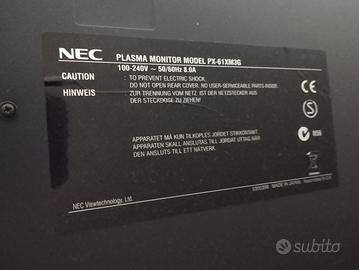 NEC PLASMA MONITOR MODEL PX-61XM3G
100-240V ~ 50/60Hz 8.0A
CAUTION : TO PREVENT ELECTRIC SHOCK,
DO NOT OPEN REAR COVER. NO USER-SERVICEABLE PARTS-INSIDE.
HINWEIS : ZUR TRENNUNG VOM NETZ IST DER NETZSTECKER AUS
DER STECKDOSE ZU ZIEHEN!
APPARATET MÅ KUN TILKOPLES JORDET STIKKONTAKT
APPARATEN SKALL ANSLUTAS TILL JORDAT UTTAG NÄR
DEN ANSLUTS TILL ETT NÄTVERK
NEC Viewtechnology, Ltd.
MADE IN JAPAN
subito